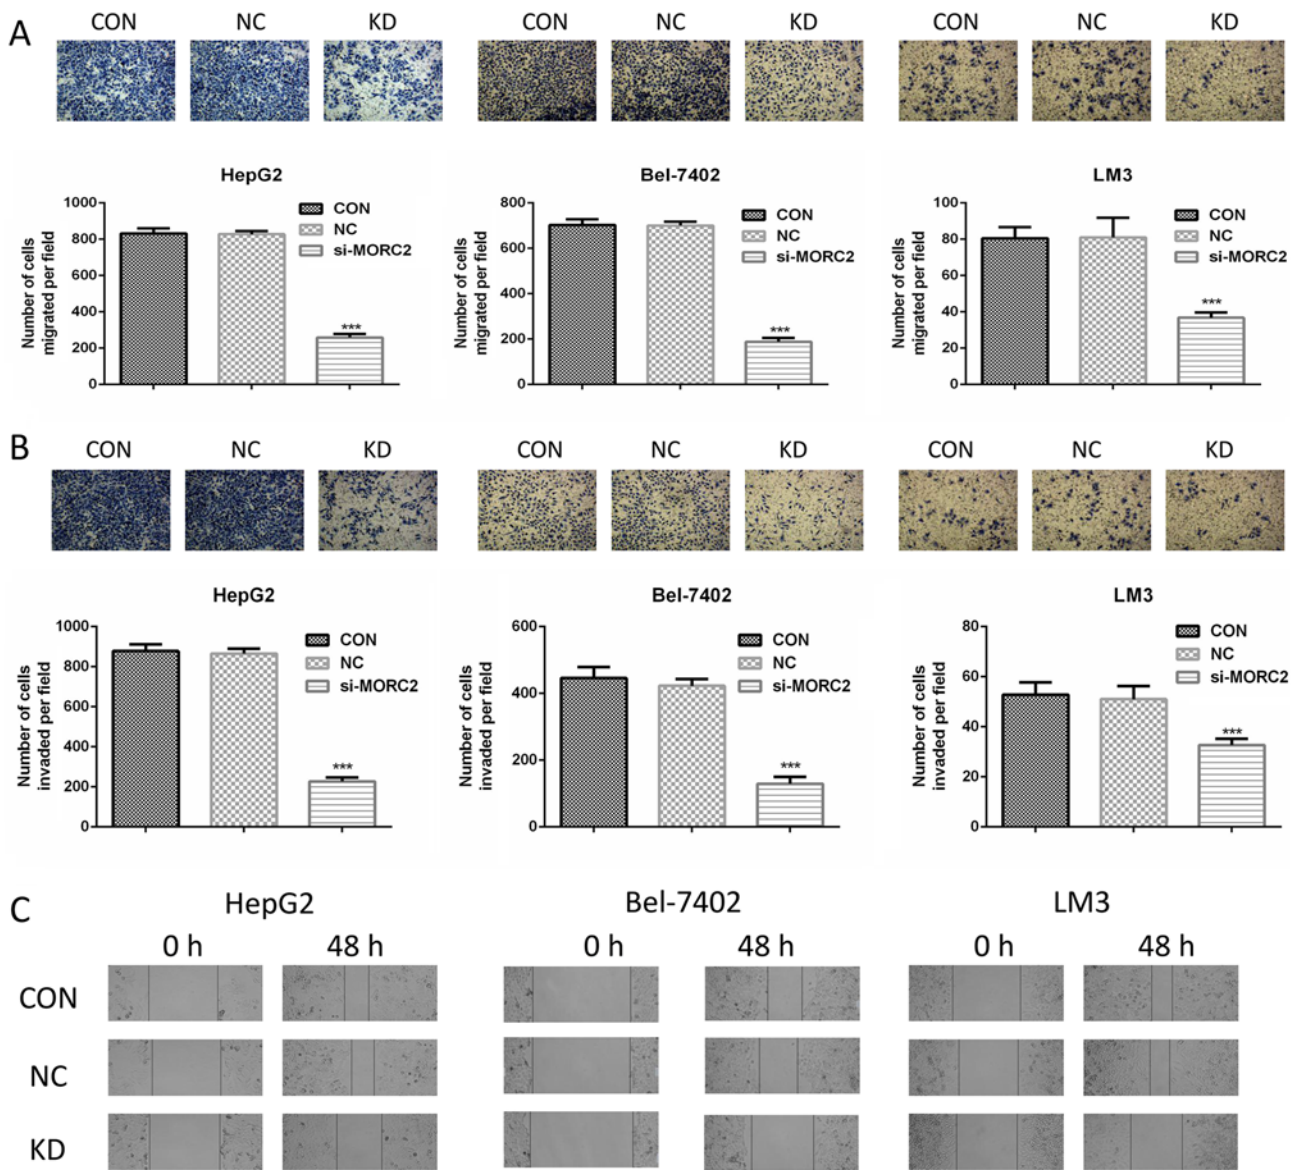 A
CON NC KD CON NC KD CON NC KD
HepG2
Number of cells
migrated per field
1000
800
600
400
200
0
CON
NC
si-MORC2
***
Bel-7402
Number of cells
migrated per field
800
600
400
200
0
CON
NC
si-MORC2
***
LM3
Number of cells
migrated per field
100
80
60
40
20
0
CON
NC
si-MORC2
***
B
CON NC KD CON NC KD CON NC KD
HepG2
Number of cells
invaded per field
1000
800
600
400
200
0
CON
NC
si-MORC2
***
Bel-7402
Number of cells
invaded per field
600
400
200
0
CON
NC
si-MORC2
***
LM3
Number of cells
invaded per field
80
60
40
20
0
CON
NC
si-MORC2
***
C
HepG2 Bel-7402 LM3
0 h 48 h 0 h 48 h 0 h 48 h
CON
NC
KD